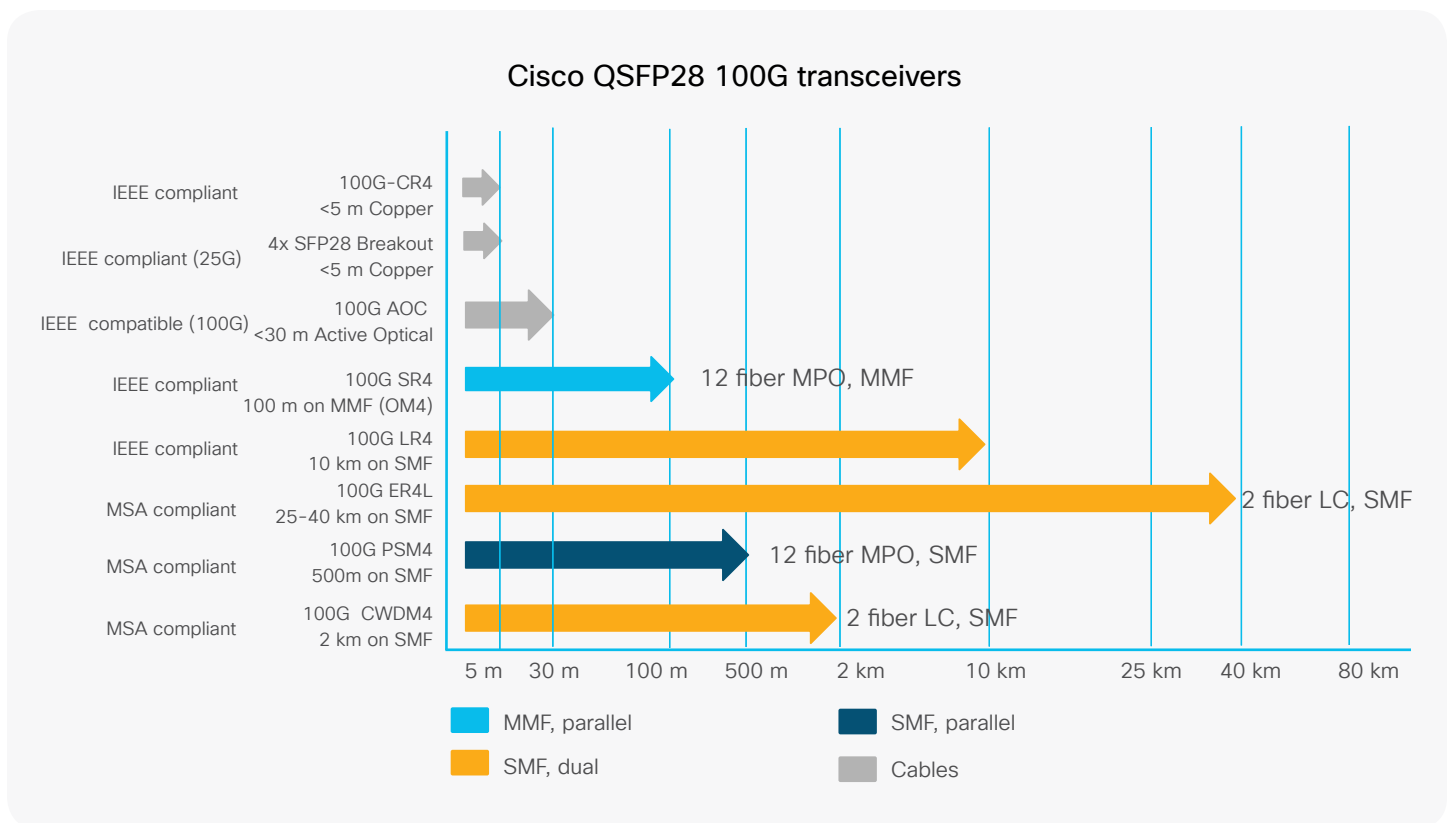 Cisco QSFP28 100G transceivers
IEEE compliant
100G-CR4
<5 m Copper
IEEE compliant (25G)
4x SFP28 Breakout
<5 m Copper
IEEE  compatible (100G)
100G AOC
<30 m Active Optical
IEEE compliant
100G SR4
100 m on MMF (OM4)
12 fiber MPO, MMF
IEEE compliant
100G LR4
10 km on SMF
MSA compliant
100G ER4L
25-40 km on SMF
2 fiber LC, SMF
MSA compliant
100G PSM4
500m on SMF
12 fiber MPO, SMF
MSA compliant
100G  CWDM4
2 km on SMF
2 fiber LC, SMF
5 m 30 m 100 m 500 m 2 km 10 km 25 km 40 km 80 km
MMF, parallel
SMF, parallel
SMF, dual
Cables